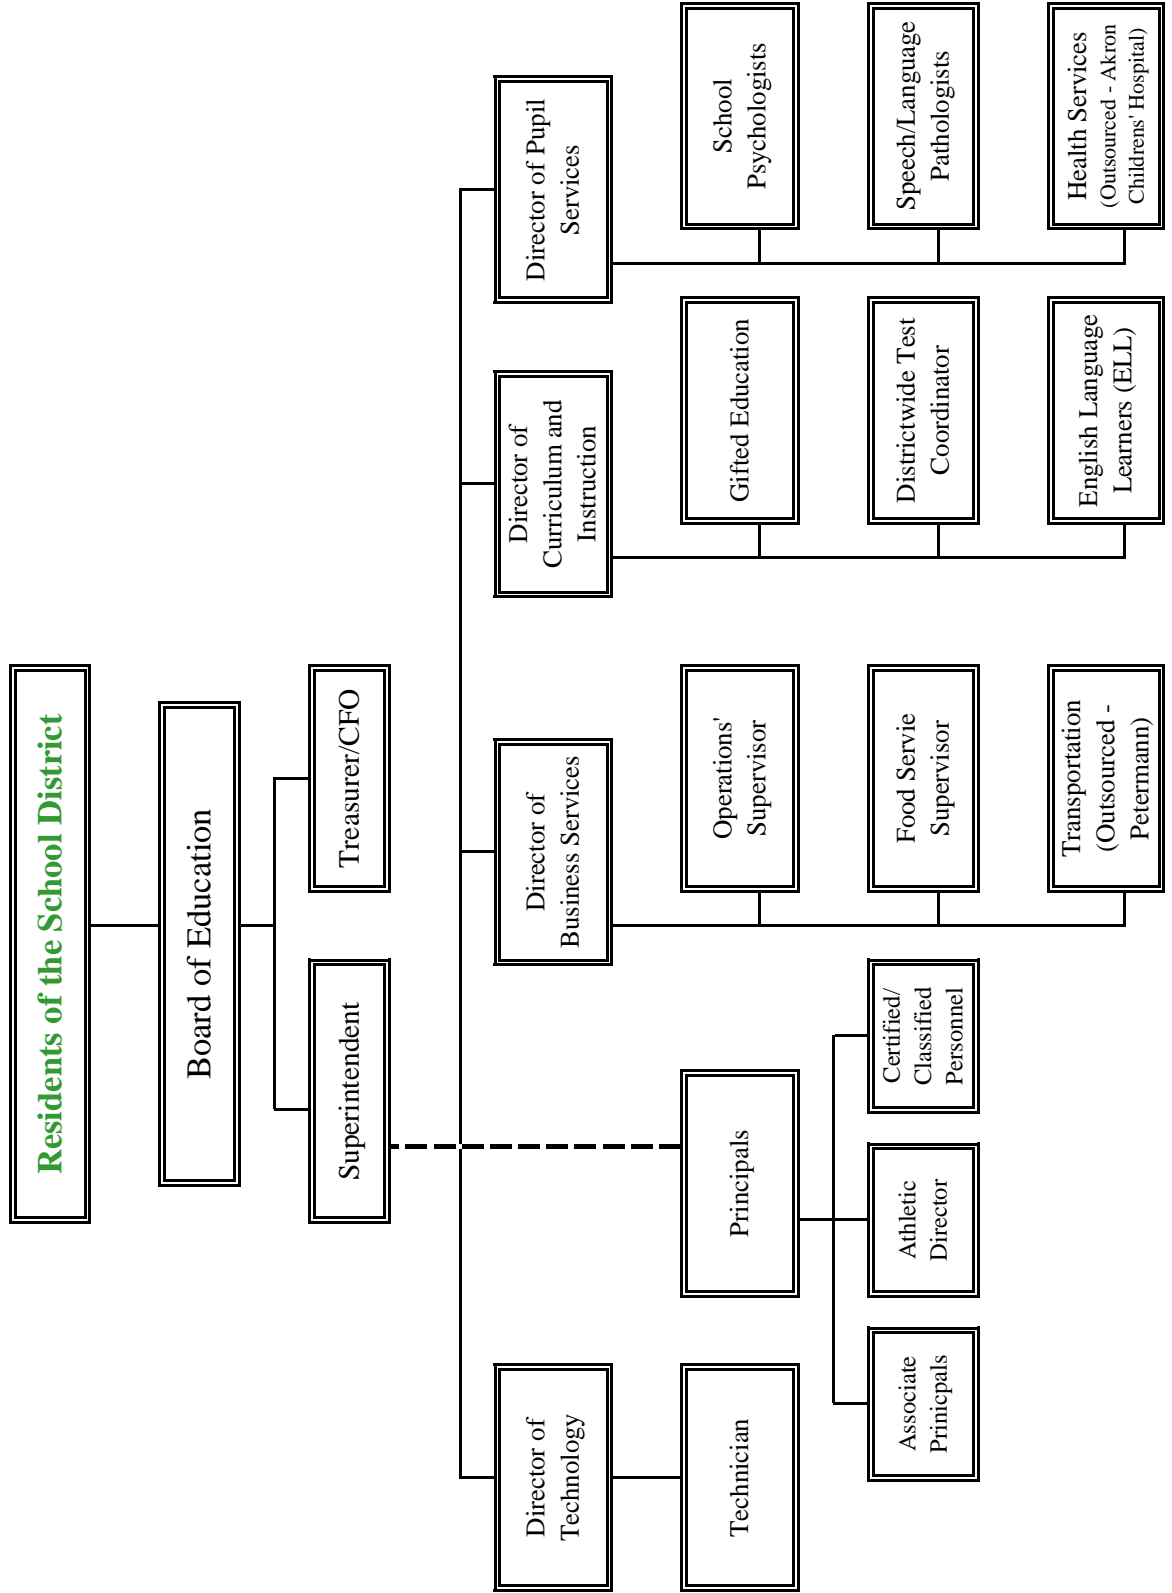 Residents of the School District
Board of Education
Superintendent
Treasurer/CFO
Director of
Technology
Director of
Business Services
Director of
Curriculum and
Instruction
Director of Pupil
Services
Technician
Principals
Operations'
Supervisor
Gifted Education
School
Psychologists
Associate
Prinicpals
Athletic
Director
Certified/
Classified
Personnel
Food Servie
Supervisor
Districtwide Test
Coordinator
Speech/Language
Pathologists
Transportation
(Outsourced -
Petermann)
English Language
Learners (ELL)
Health Services
(Outsourced - Akron
Childrens' Hospital)